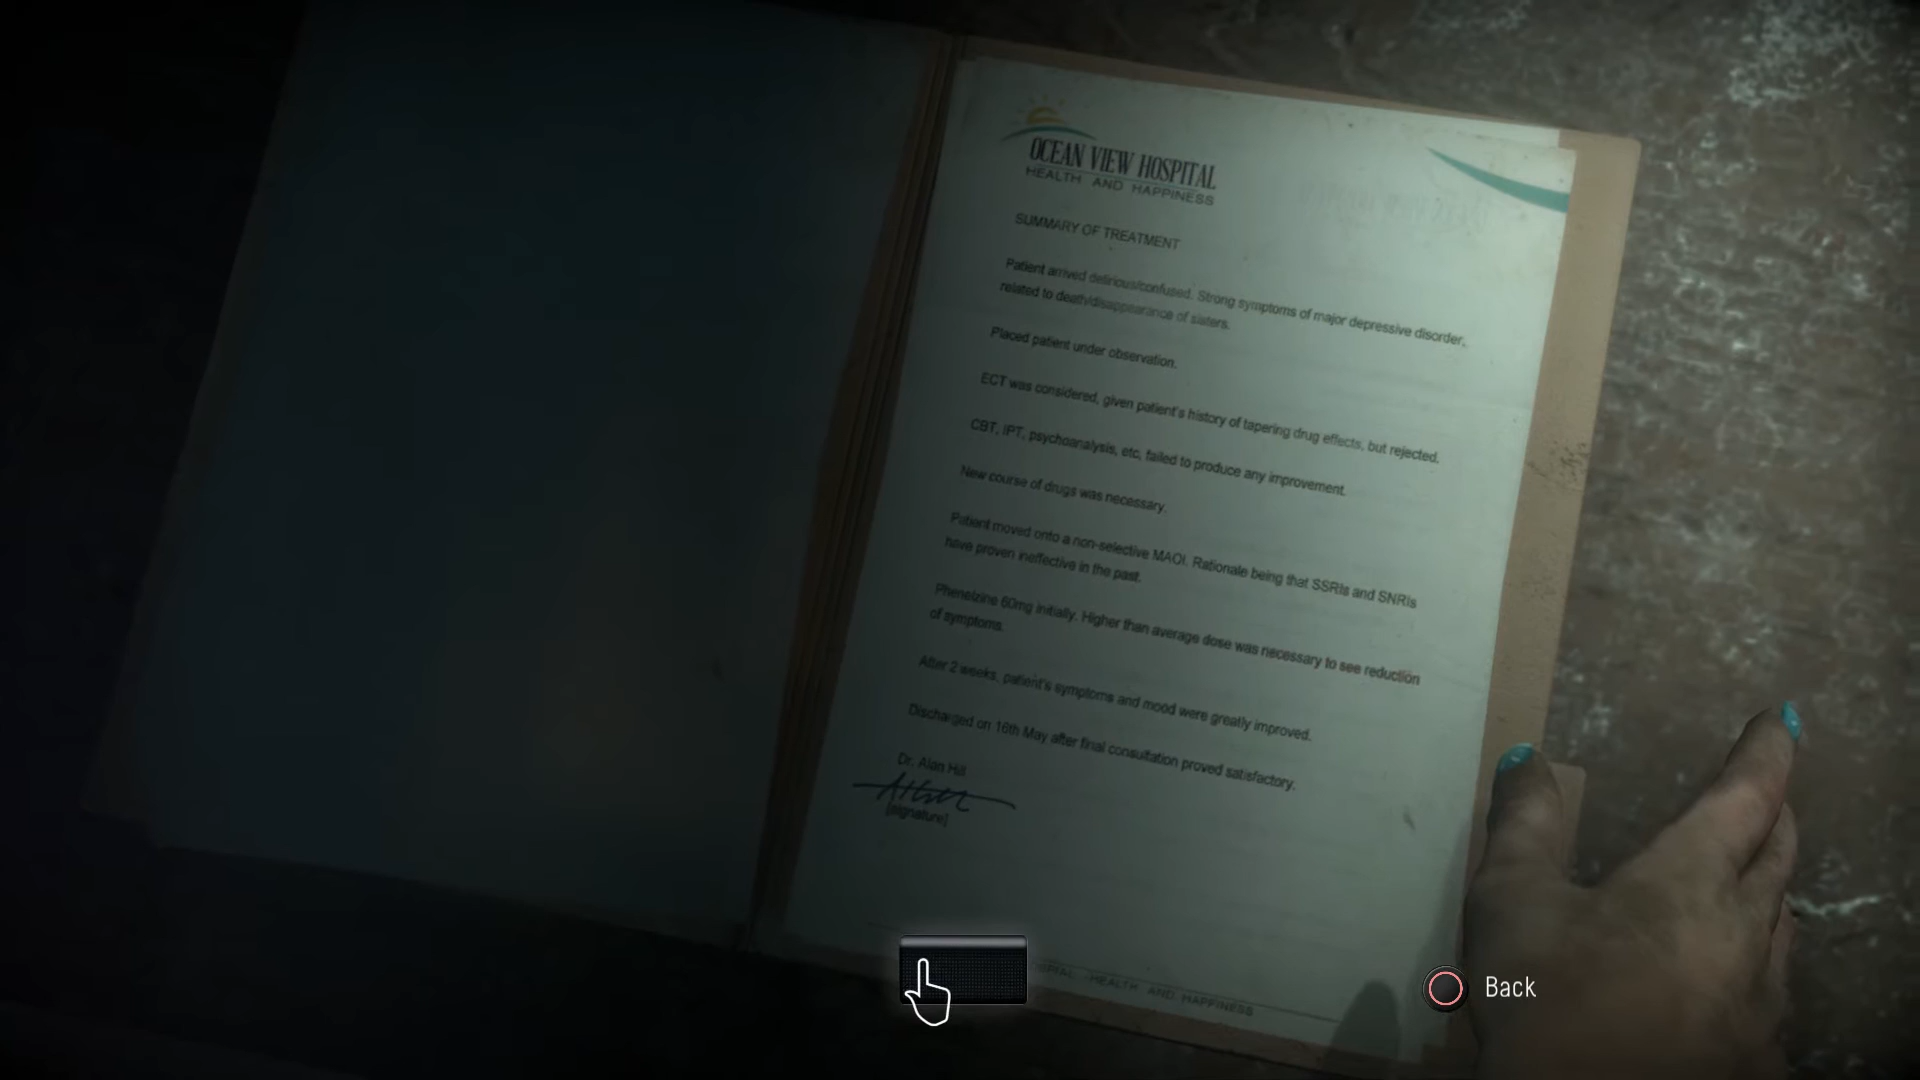 OCEAN VIEW HOSPITAL
HEALTH AND HAPPINESS
SUMMARY OF TREATMENT
Patient arrived delirious/confused. Strong symptoms of major depressive disorder,
related to death/disappearance of sisters.
Placed patient under observation.
ECT was considered, given patient's history of tapering drug effects, but rejected.
CBT, IPT, psychoanalysis, etc, failed to produce any improvement.
New course of drugs was necessary.
Patient moved onto a non-selective MAOI. Rationale being that SSRIs and SNRIs
have proven ineffective in the past.
Phenelzine 60mg initially. Higher than average dose was necessary to see reduction
of symptoms.
After 2 weeks, patient's symptoms and mood were greatly improved.
Discharged on 16th May after final consultation proved satisfactory.
Dr. Alan Hill
AHill
[signature]
HEALTH AND HAPPINESS
Back